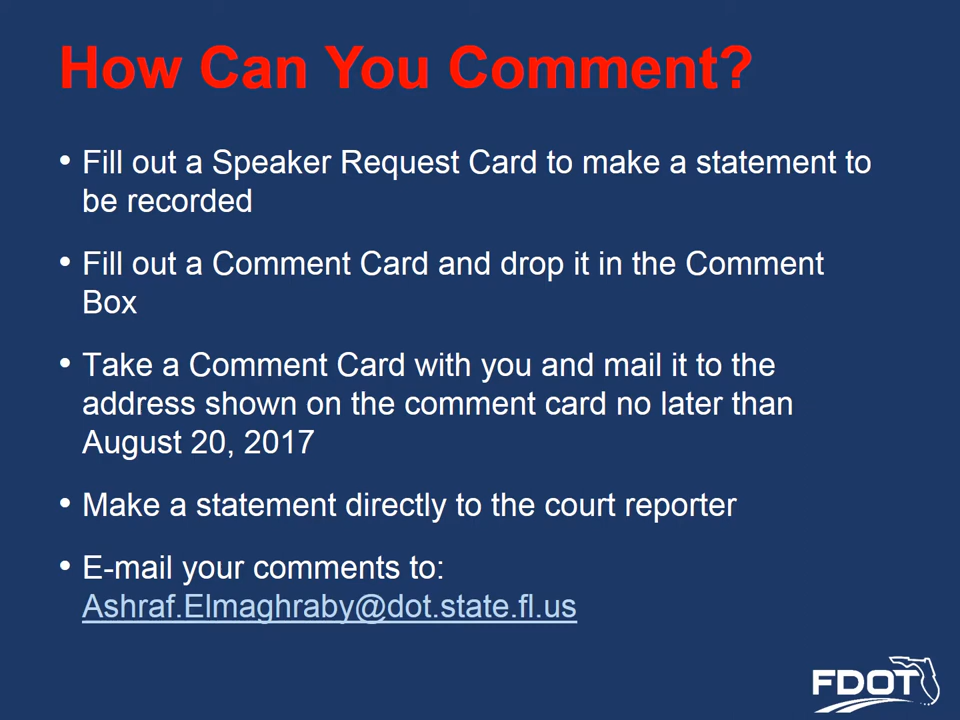 How Can You Comment?
• Fill out a Speaker Request Card to make a statement to
be recorded
• Fill out a Comment Card and drop it in the Comment
Box
• Take a Comment Card with you and mail it to the
address shown on the comment card no later than
August 20, 2017
• Make a statement directly to the court reporter
• E-mail your comments to:
Ashraf.Elmaghraby@dot.state.fl.us
FDOT